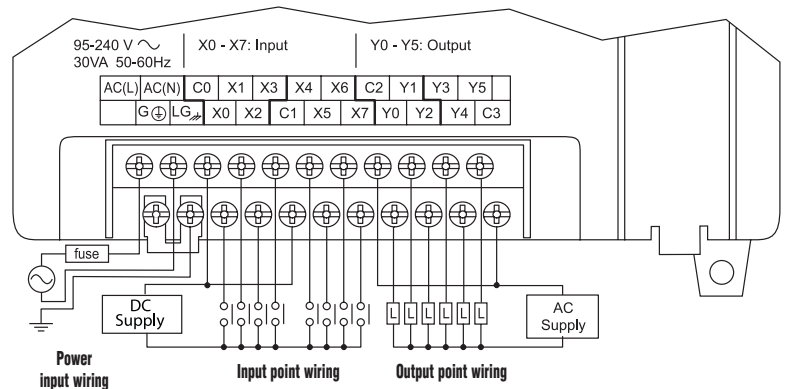 95-240 V ~ X0 - X7: Input Y0 - Y5: Output
30VA 50-60Hz
AC(L) AC(N) C0 X1 X3 X4 X6 C2 Y1 Y3 Y5
G LG X0 X2 C1 X5 X7 Y0 Y2 Y4 C3
fuse
DC
Supply
L L L L L L
AC
Supply
Power
input wiring
Input point wiring
Output point wiring